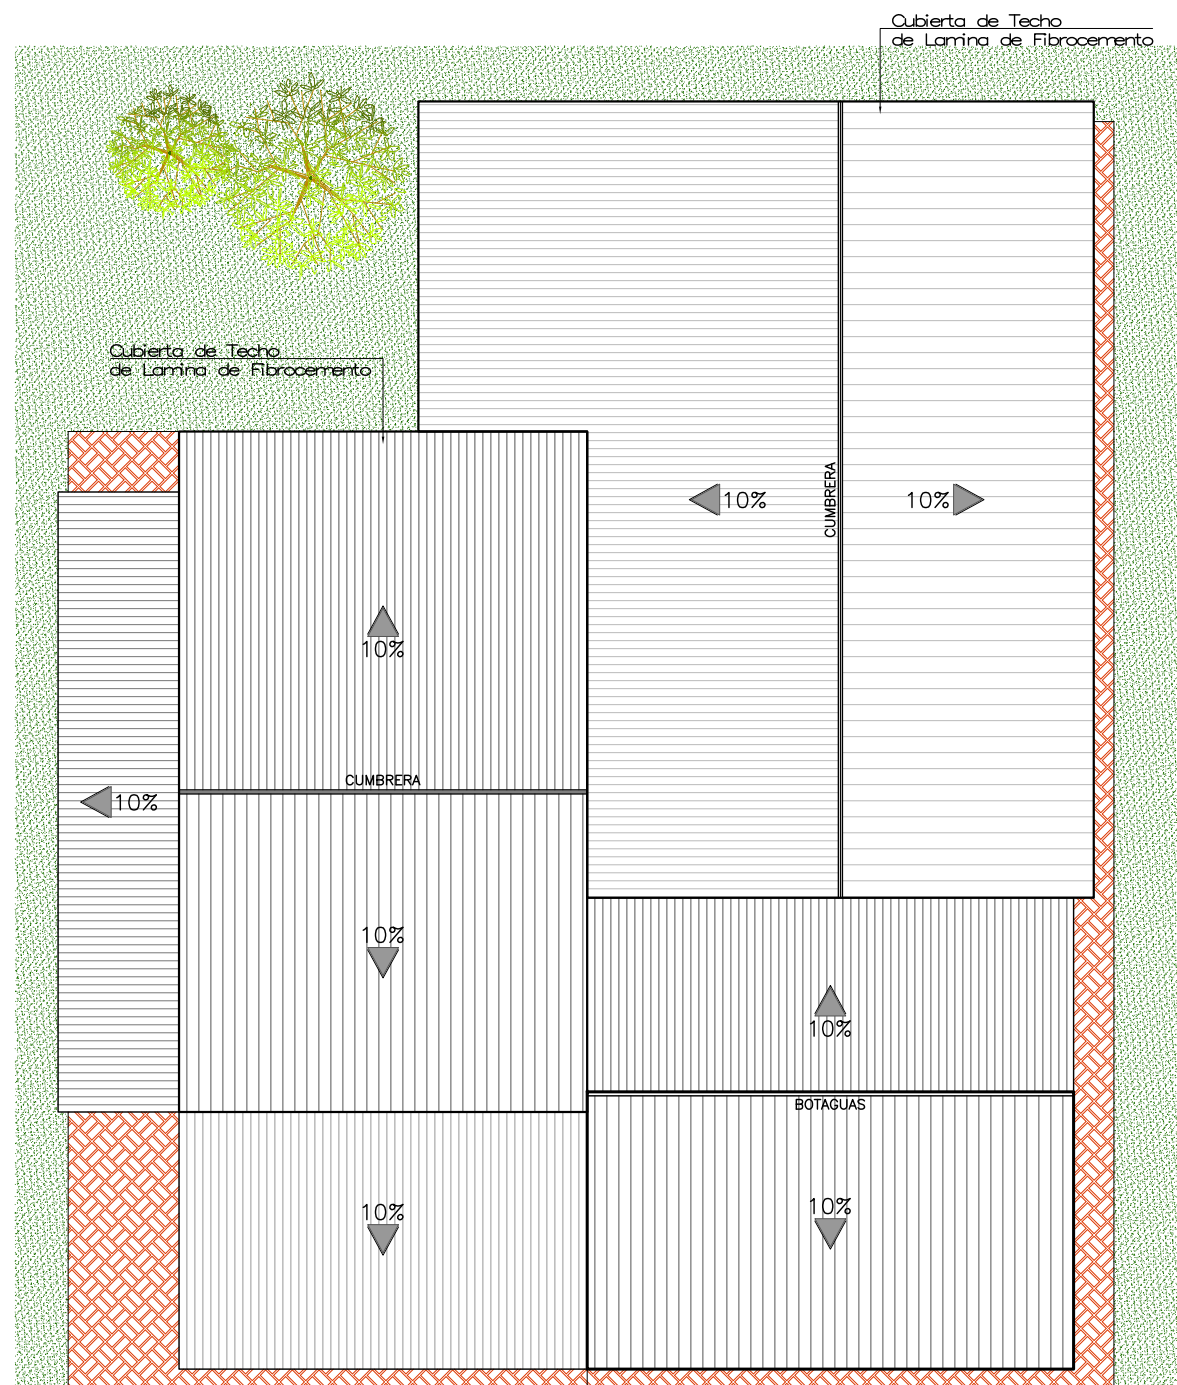 Cubierta de Techo
de Lamina de Fibrocemento
Cubierta de Techo
de Lamina de Fibrocemento
CUMBRERA
10%
10%
10%
CUMBRERA
10%
10%
10%
BOTAGUAS
10%
10%